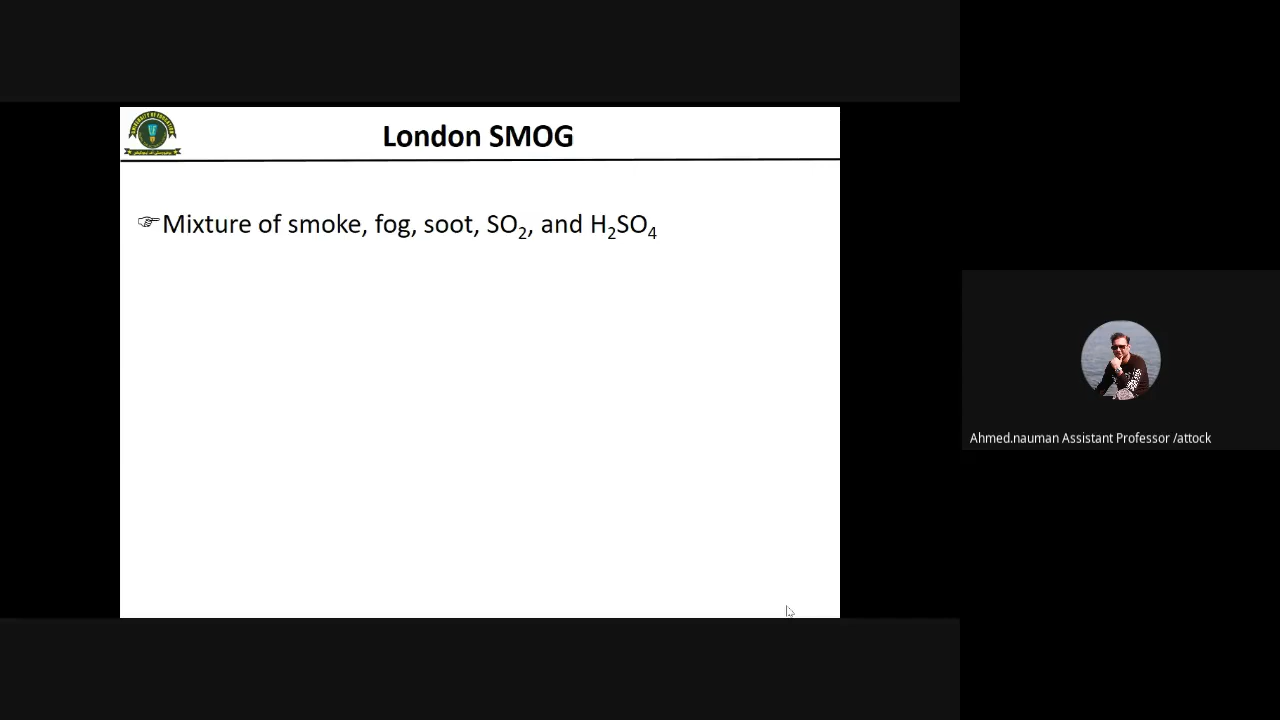 London SMOG
☞Mixture of smoke, fog, soot, SO₂, and H₂SO₄
Ahmed.nauman Assistant Professor /attock